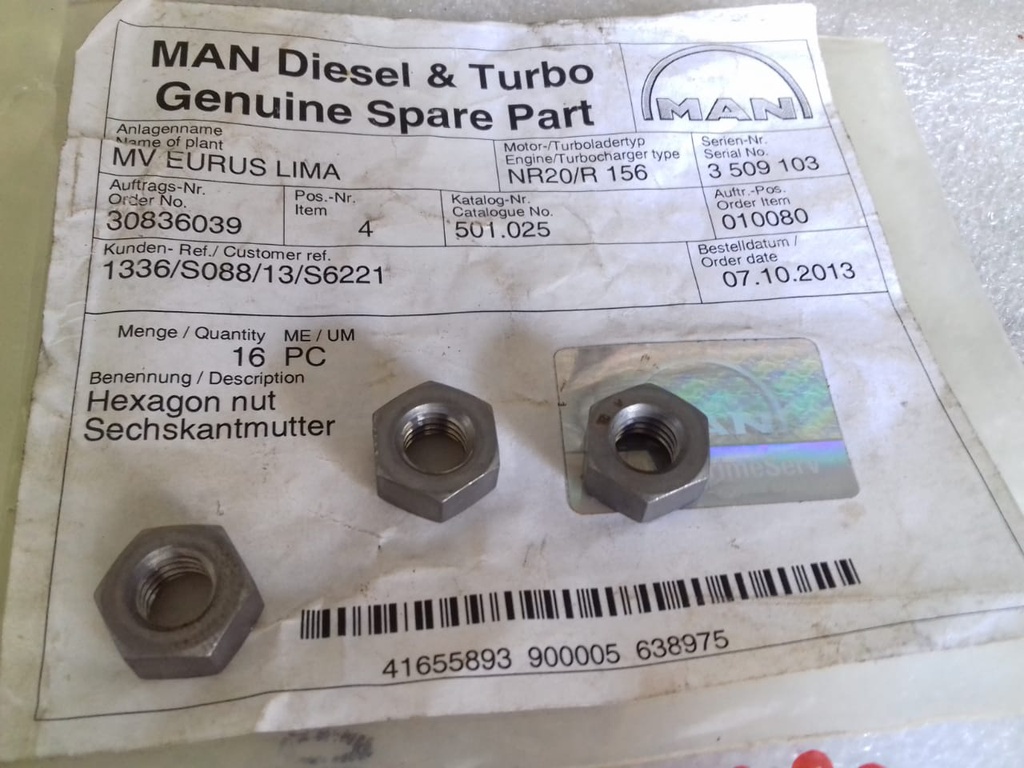 MAN Diesel & Turbo
Genuine Spare Part
MAN
Anlagenname
Name of plant
MV EURUS LIMA
Motor-/Turboladertyp
Engine/Turbocharger type
NR20/R 156
Serien-Nr.
Serial No.
3 509 103
Auftrags-Nr.
Order No.
30836039
Pos.-Nr.
Item
4
Katalog-Nr.
Catalogue No.
501.025
Auftr.-Pos.
Order Item
010080
Kunden- Ref./ Customer ref.
1336/S088/13/S6221
Bestelldatum /
Order date
07.10.2013
Menge / Quantity ME / UM
16 PC
Benennung / Description
Hexagon nut
Sechskantmutter
41655893 900005 638975